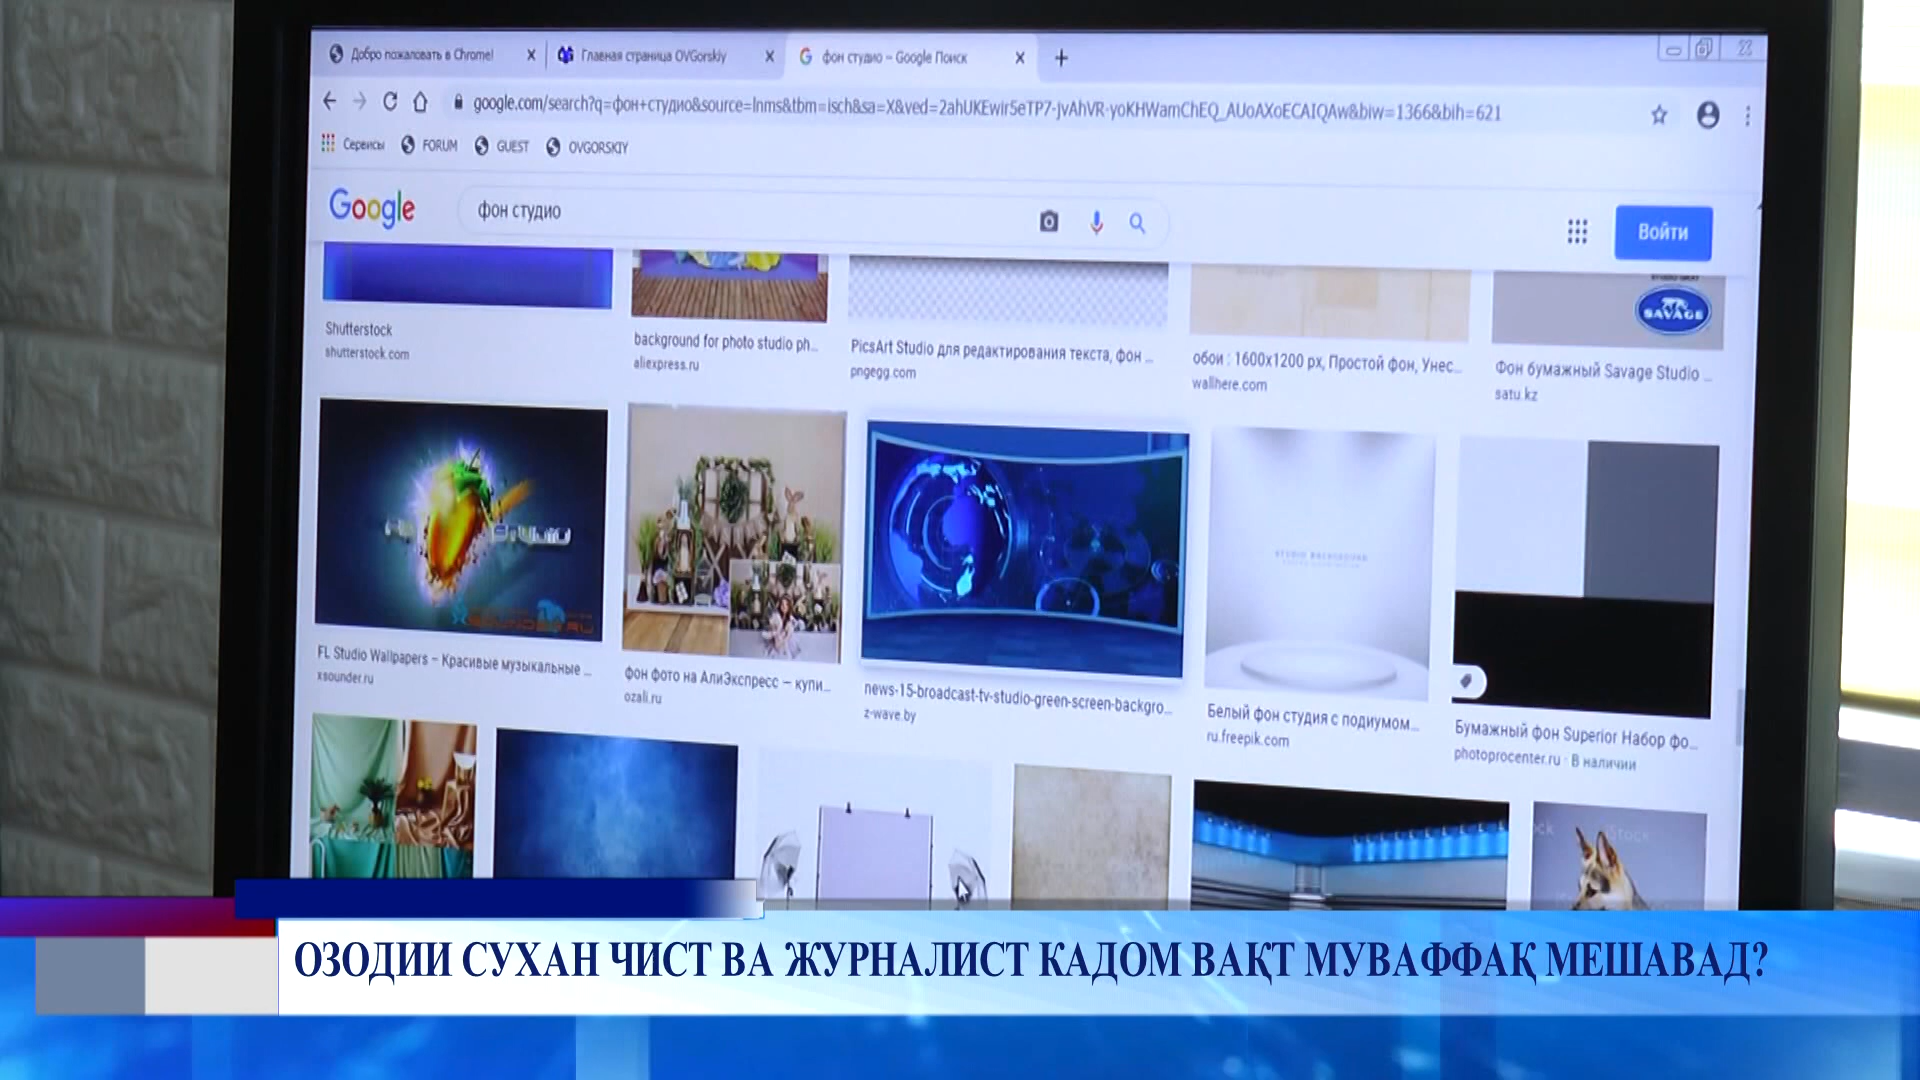 Добро пожаловать в Chrome!
Главная страница OVGorskiy
фон студио – Google Поиск
google.com/search?q=фон+студио&source=lnms&tbm=isch&sa=X&ved=2ahUKEwir5eTP7-jvAhVR-yoKHWamChEQ_AUoAXoECAIQAw&biw=1366&bih=621
Сервисы FORUM GUEST OVGORSKIY
Google фон студио Войти
SAVAGE
Shutterstock
shutterstock.com
background for photo studio ph...
aliexpress.ru
PicsArt Studio для редактирования текста, фон ...
pngegg.com
обои : 1600x1200 px, Простой фон, Унес...
wallhere.com
Фон бумажный Savage Studio ...
satu.kz
STUDIO BACKGROUND
FL Studio Wallpapers – Красивые музыкальные ...
xsounder.ru
фон фото на АлиЭкспресс — купи...
ozali.ru
news-15-broadcast-tv-studio-green-screen-backgro...
z-wave.by
Белый фон студия с подиумом...
ru.freepik.com
Бумажный фон Superior Набор фо...
photoprocenter.ru · В наличии
ОЗОДИИ СУХАН ЧИСТ ВА ЖУРНАЛИСТ КАДОМ ВАҚТ МУВАФФАҚ МЕШАВАД?